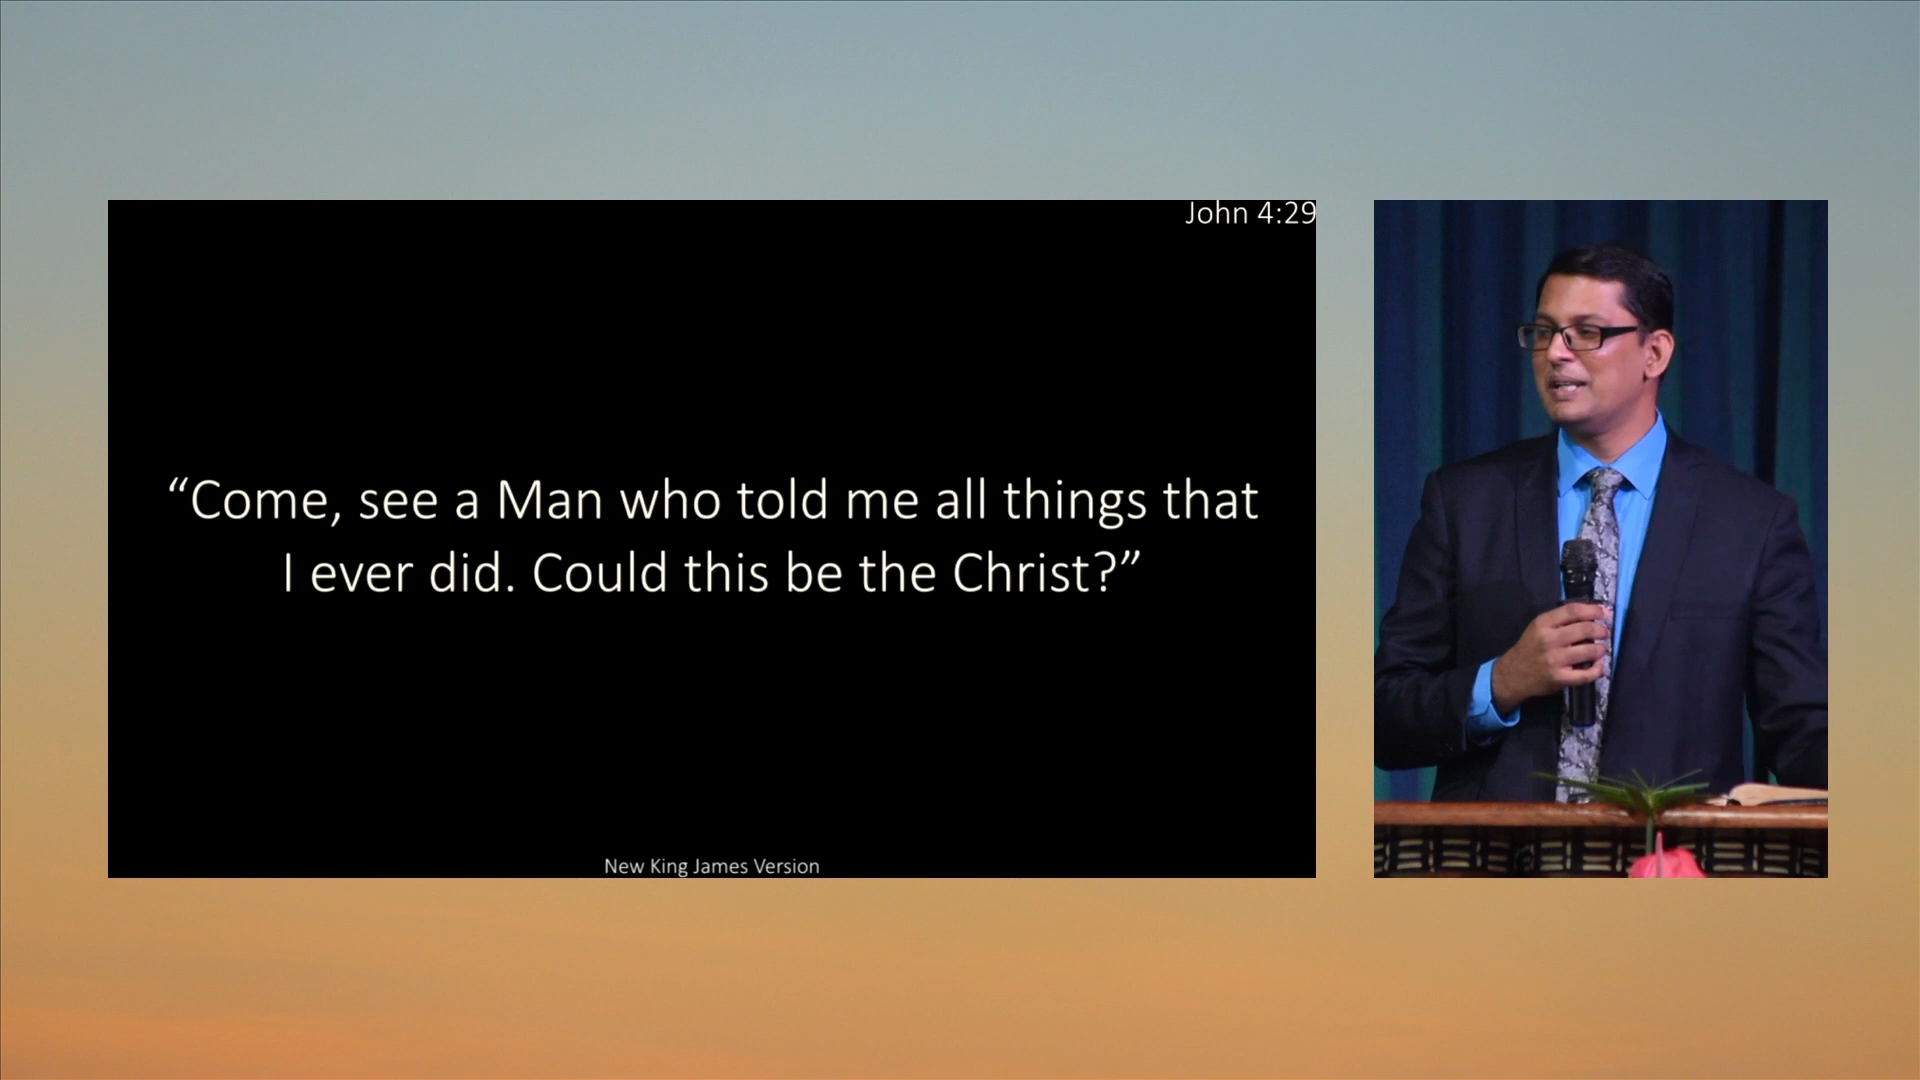 John 4:29
“Come, see a Man who told me all things that
I ever did. Could this be the Christ?”
New King James Version